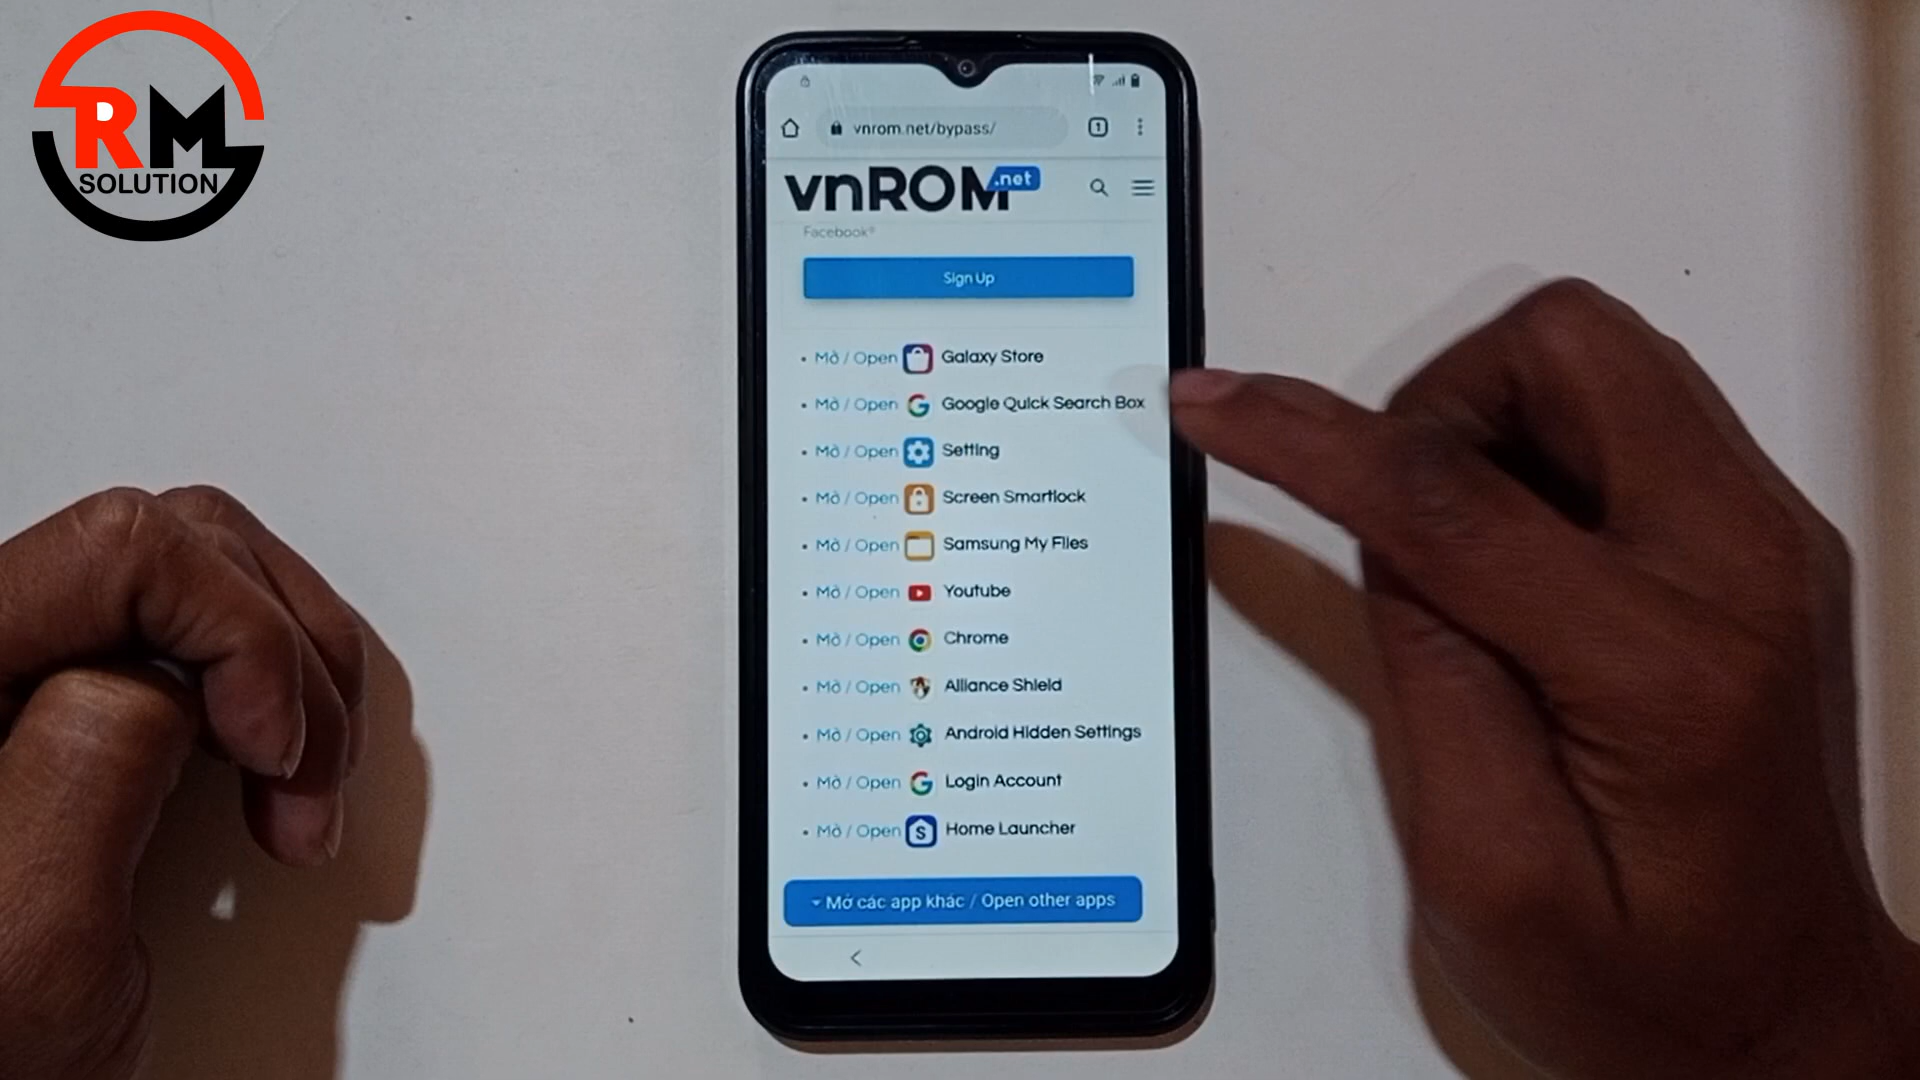 RM
SOLUTION
vnrom.net/bypass/
1
vnROM.net
Facebook®
Sign Up
• Mở / Open Galaxy Store
• Mở / Open Google Quick Search Box
• Mở / Open Setting
• Mở / Open Screen Smartlock
• Mở / Open Samsung My Files
• Mở / Open Youtube
• Mở / Open Chrome
• Mở / Open Alliance Shield
• Mở / Open Android Hidden Settings
• Mở / Open Login Account
• Mở / Open S Home Launcher
Mở các app khác / Open other apps